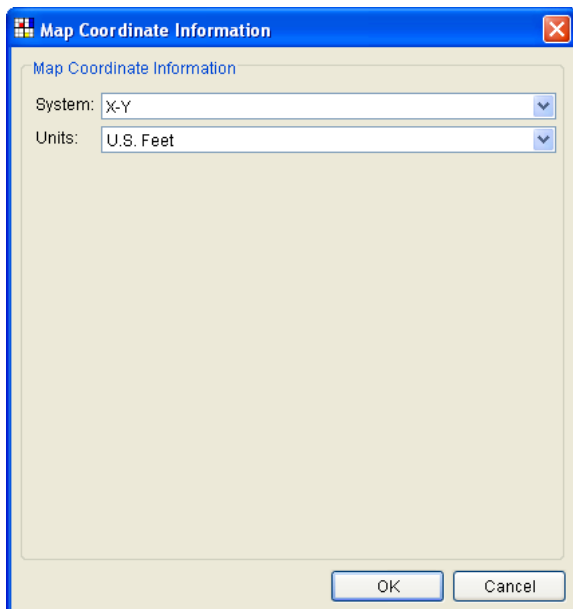 Map Coordinate Information
Map Coordinate Information
System: X-Y
Units: U.S. Feet
OK Cancel